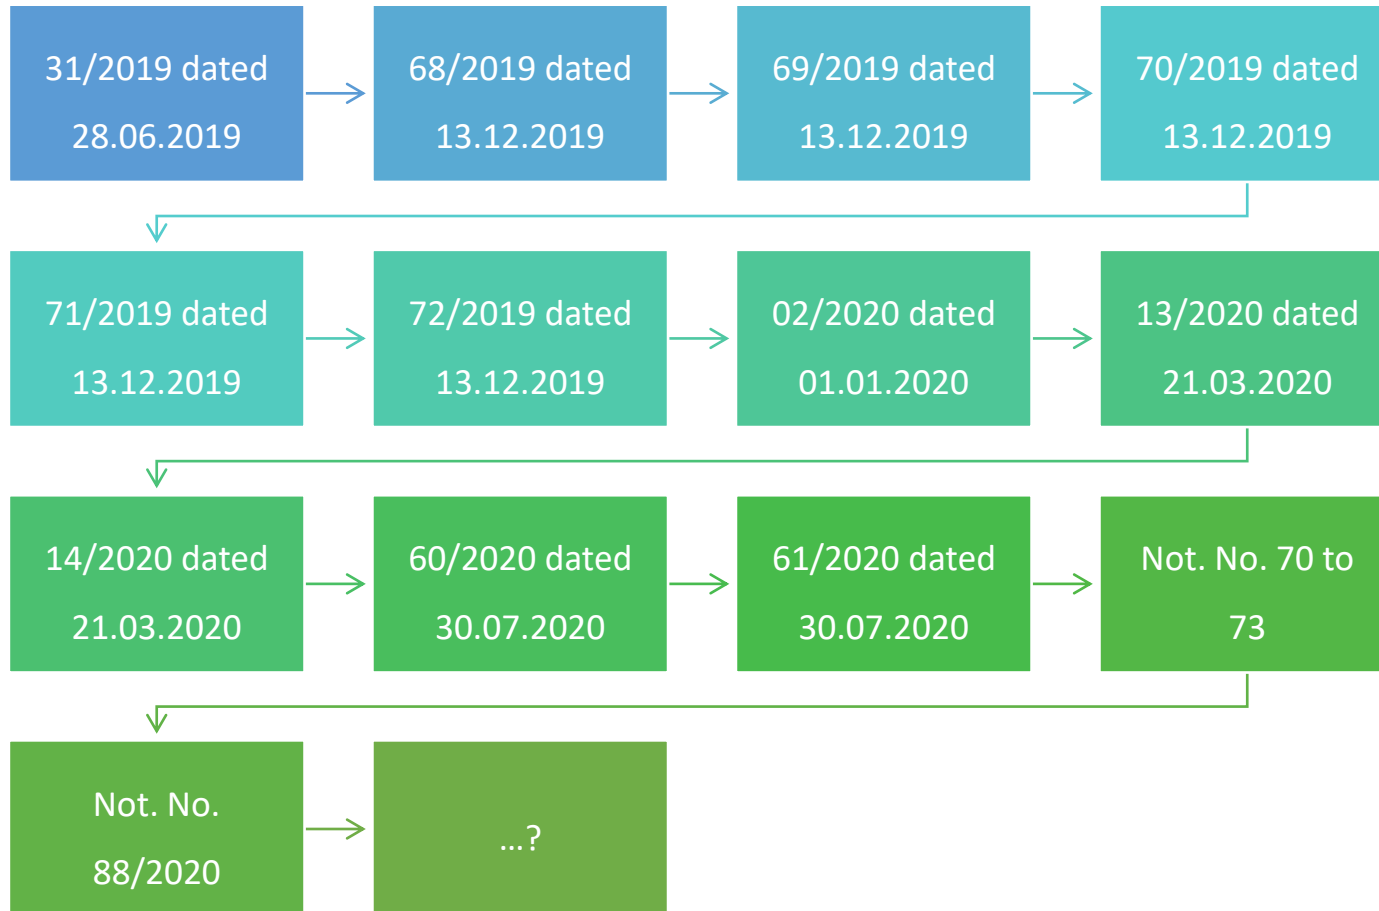 31/2019 dated
28.06.2019
68/2019 dated
13.12.2019
69/2019 dated
13.12.2019
70/2019 dated
13.12.2019
71/2019 dated
13.12.2019
72/2019 dated
13.12.2019
02/2020 dated
01.01.2020
13/2020 dated
21.03.2020
14/2020 dated
21.03.2020
60/2020 dated
30.07.2020
61/2020 dated
30.07.2020
Not. No. 70 to
73
Not. No.
88/2020
...?